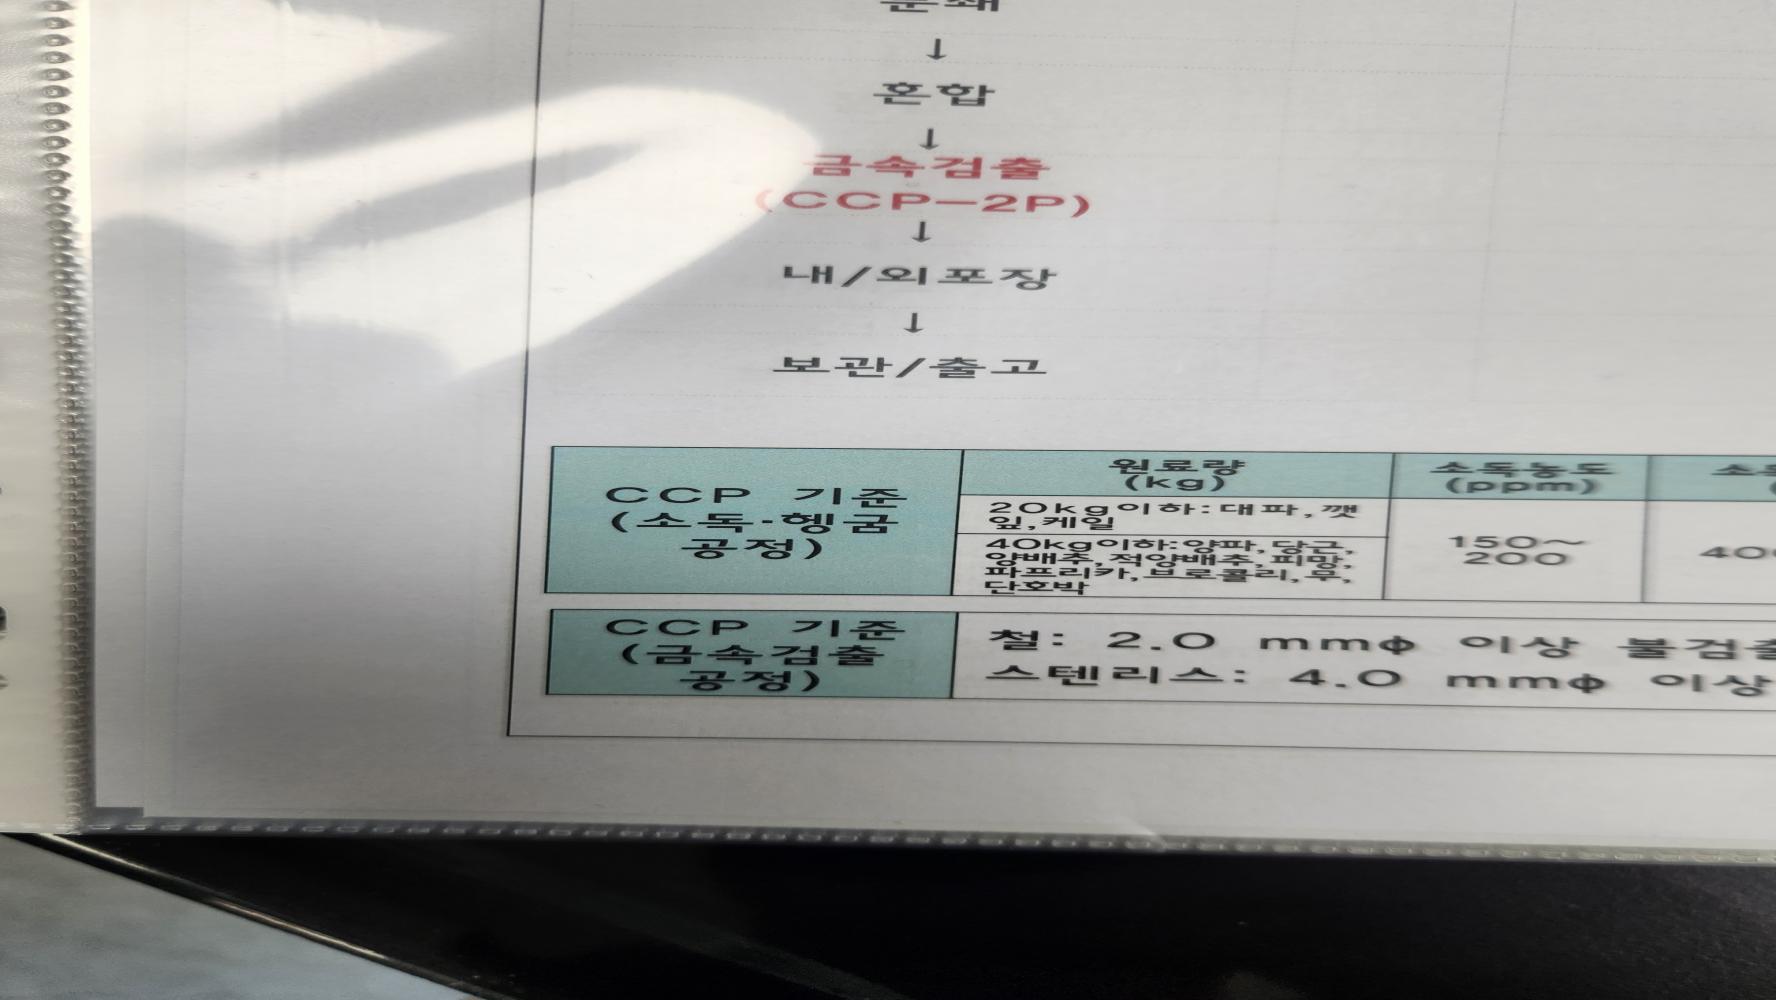 ↓
혼합
↓
금속검출
(CCP-2P)
↓
내/외포장
↓
보관/출고
CCP 기준
(소독·헹굼
공정)
원료량
(kg)
소독농도
(ppm)
20kg이하:대파,깻
잎,케일
40kg이하:양파,당근,
양배추,적양배추,피망,
파프리카,브로콜리,무,
단호박
150~
200
CCP 기준
(금속검출
공정)
철: 2.0 mmϕ 이상 불검출
스텐리스: 4.0 mmϕ 이상